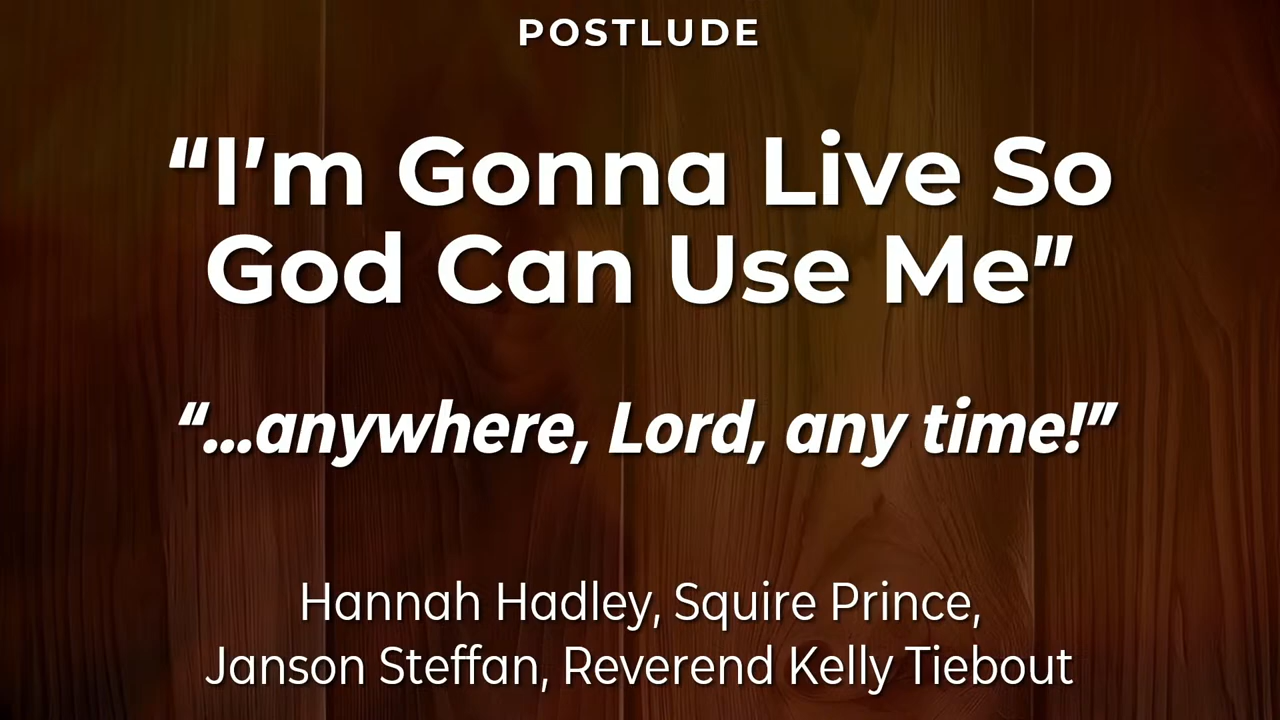 POSTLUDE
“I’m Gonna Live So
God Can Use Me”
“...anywhere, Lord, any time!”
Hannah Hadley, Squire Prince,
Janson Steffan, Reverend Kelly Tiebout